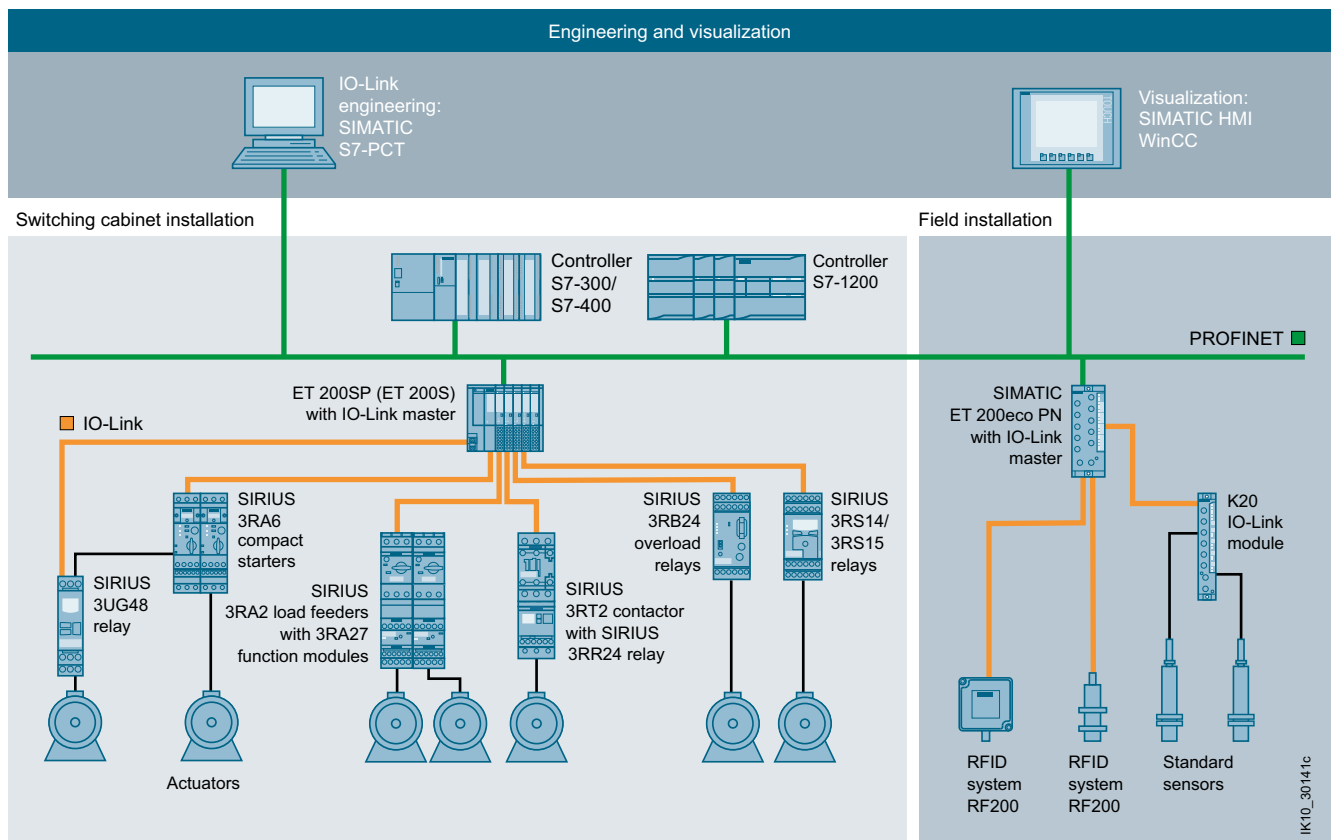 Engineering and visualization
IO-Link
engineering:
SIMATIC
S7-PCT
Visualization:
SIMATIC HMI
WinCC
Switching cabinet installation
Field installation
Controller
S7-300/
S7-400
Controller
S7-1200
PROFINET
ET 200SP (ET 200S)
with IO-Link master
SIMATIC
ET 200eco PN
with IO-Link
master
IO-Link
SIRIUS
3RA6
compact
starters
SIRIUS
3RB24
overload
relays
SIRIUS
3RS14/
3RS15
relays
K20
IO-Link
module
SIRIUS
3UG48
relay
SIRIUS
3RA2 load feeders
with 3RA27
function modules
SIRIUS
3RT2 contactor
with SIRIUS
3RR24 relay
Actuators
RFID
system
RF200
RFID
system
RF200
Standard
sensors
IK10_30141c